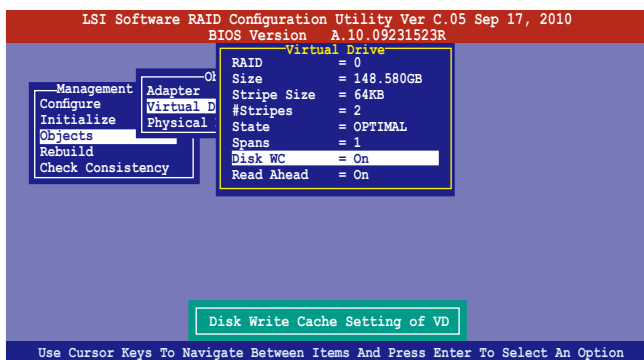 LSI Software RAID Configuration Utility Ver C.05 Sep 17, 2010
BIOS Version A.10.09231523R
Management
Configure
Initialize
Objects
Rebuild
Check Consistency
Ob
Adapter
Virtual D
Physical
Virtual Drive
RAID = 0
Size = 148.580GB
Stripe Size = 64KB
#Stripes = 2
State = OPTIMAL
Spans = 1
Disk WC = On
Read Ahead = On
Disk Write Cache Setting of VD
Use Cursor Keys To Navigate Between Items And Press Enter To Select An Option